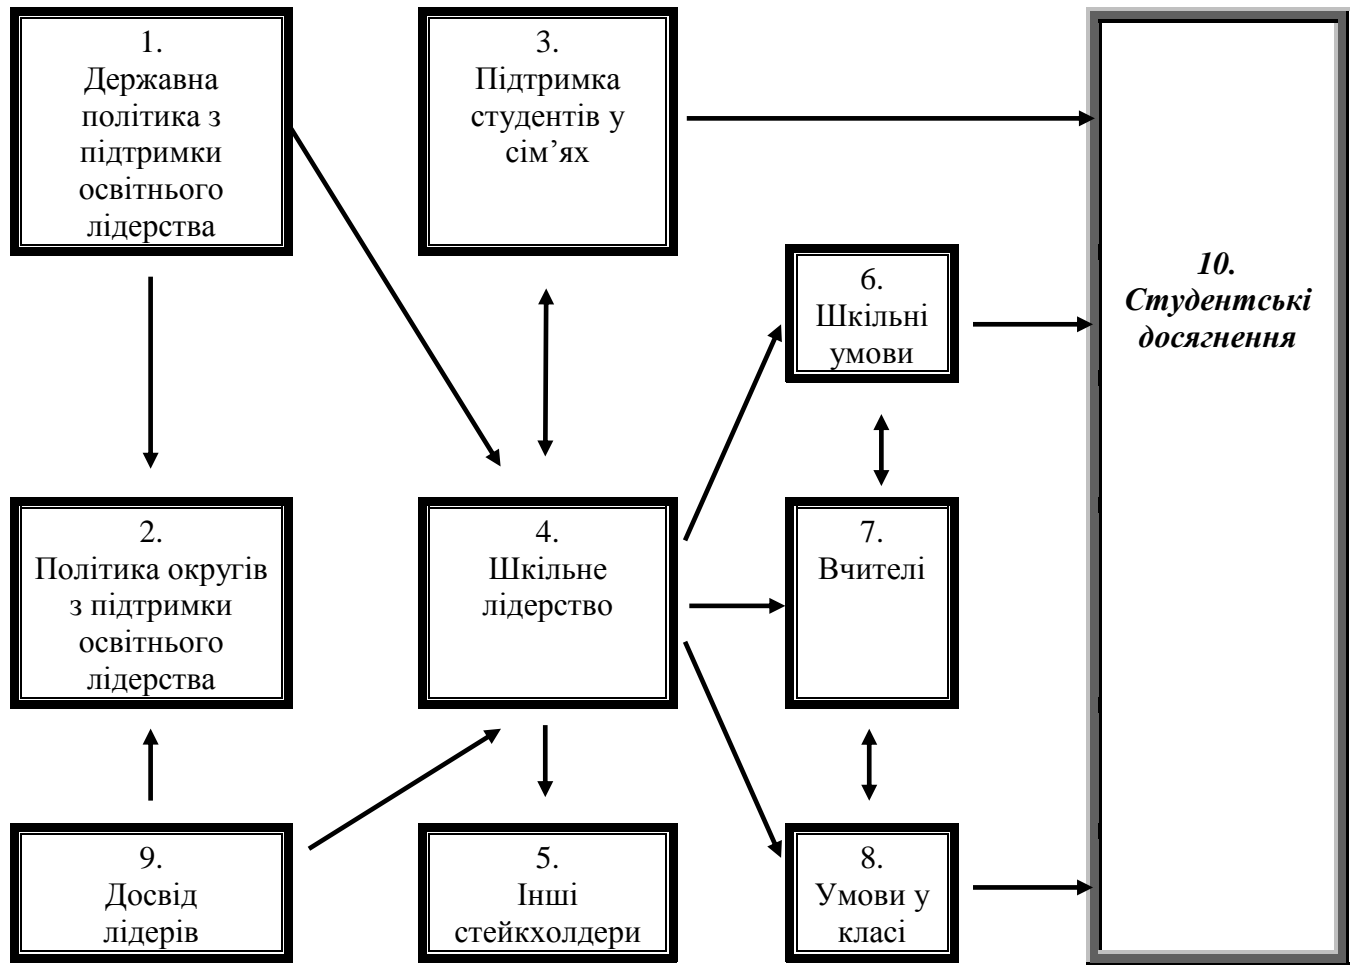 1.
Державна
політика з
підтримки
освітнього
лідерства
3.
Підтримка
студентів у
сім’ях
10.
Студентські
досягнення
6.
Шкільні
умови
2.
Політика округів
з підтримки
освітнього
лідерства
4.
Шкільне
лідерство
7.
Вчителі
9.
Досвід
лідерів
5.
Інші
стейкхолдери
8.
Умови у
класі